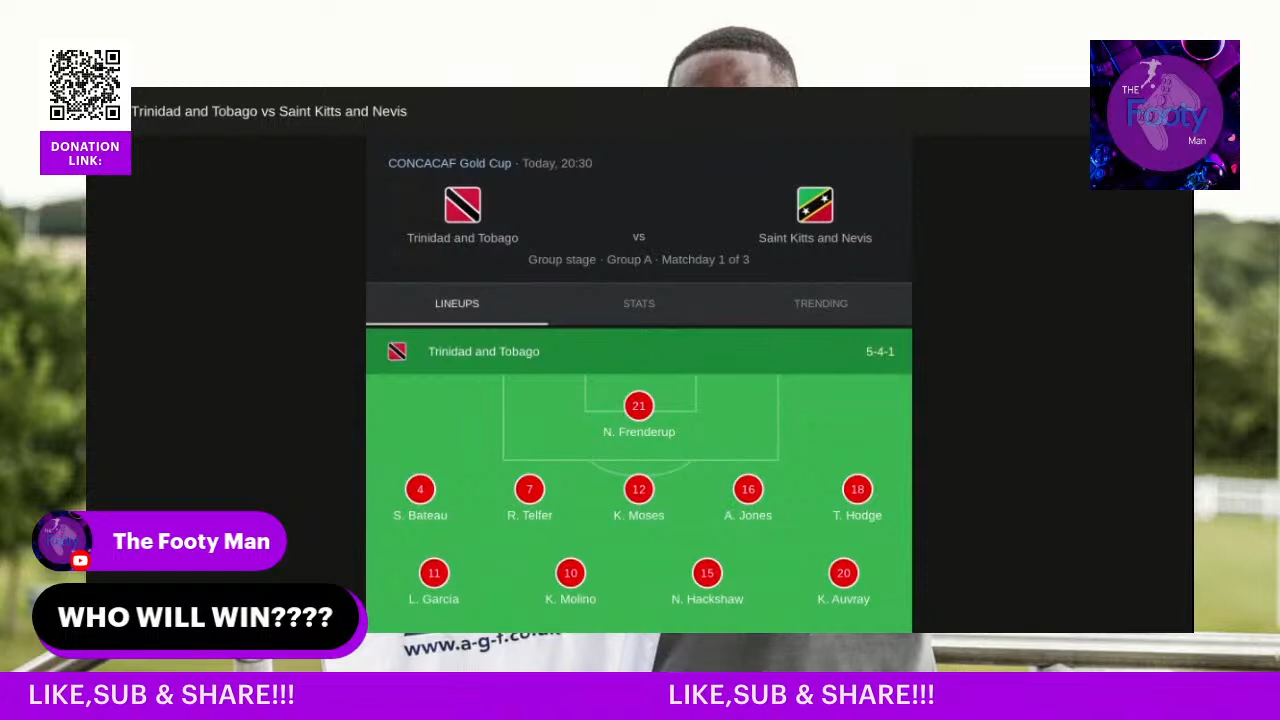 DONATION
LINK:
Trinidad and Tobago vs Saint Kitts and Nevis
THE
Footy
Man
CONCACAF Gold Cup · Today, 20:30
Trinidad and Tobago
vs
Saint Kitts and Nevis
Group stage · Group A · Matchday 1 of 3
LINEUPS
STATS
TRENDING
Trinidad and Tobago
5-4-1
21
N. Frenderup
4
7
12
16
18
S. Bateau
R. Telfer
K. Moses
A. Jones
T. Hodge
11
10
15
20
L. Garcia
K. Molino
N. Hackshaw
K. Auvray
The Footy Man
WHO WILL WIN????
LIKE,SUB & SHARE!!!
LIKE,SUB & SHARE!!!